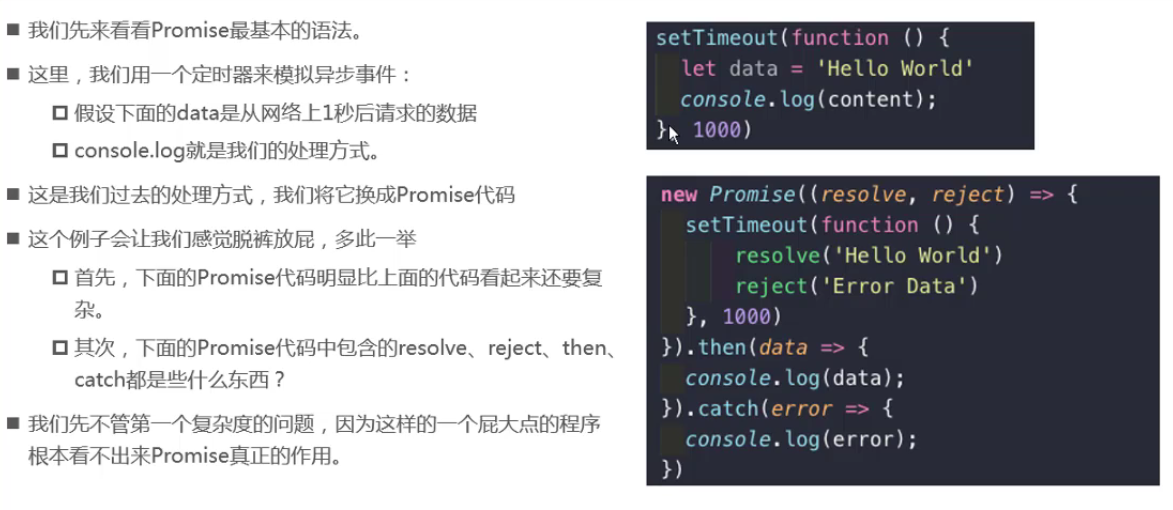 ■ 我们先来看看Promise最基本的语法。
■ 这里，我们用一个定时器来模拟异步事件：
假设下面的data是从网络上1秒后请求的数据
console.log就是我们的处理方式。
■ 这是我们过去的处理方式，我们将它换成Promise代码
■ 这个例子会让我们感觉脱裤放屁，多此一举
首先，下面的Promise代码明显比上面的代码看起来还要复
杂。
其次，下面的Promise代码中包含的resolve、reject、then、
catch都是些什么东西？
■ 我们先不管第一个复杂度的问题，因为这样的一个屁大点的程序
根本看不出来Promise真正的作用。
setTimeout(function () {
let data = 'Hello World'
console.log(content);
}, 1000)
new Promise((resolve, reject) => {
setTimeout(function () {
resolve('Hello World')
reject('Error Data')
}, 1000)
}).then(data => {
console.log(data);
}).catch(error => {
console.log(error);
})